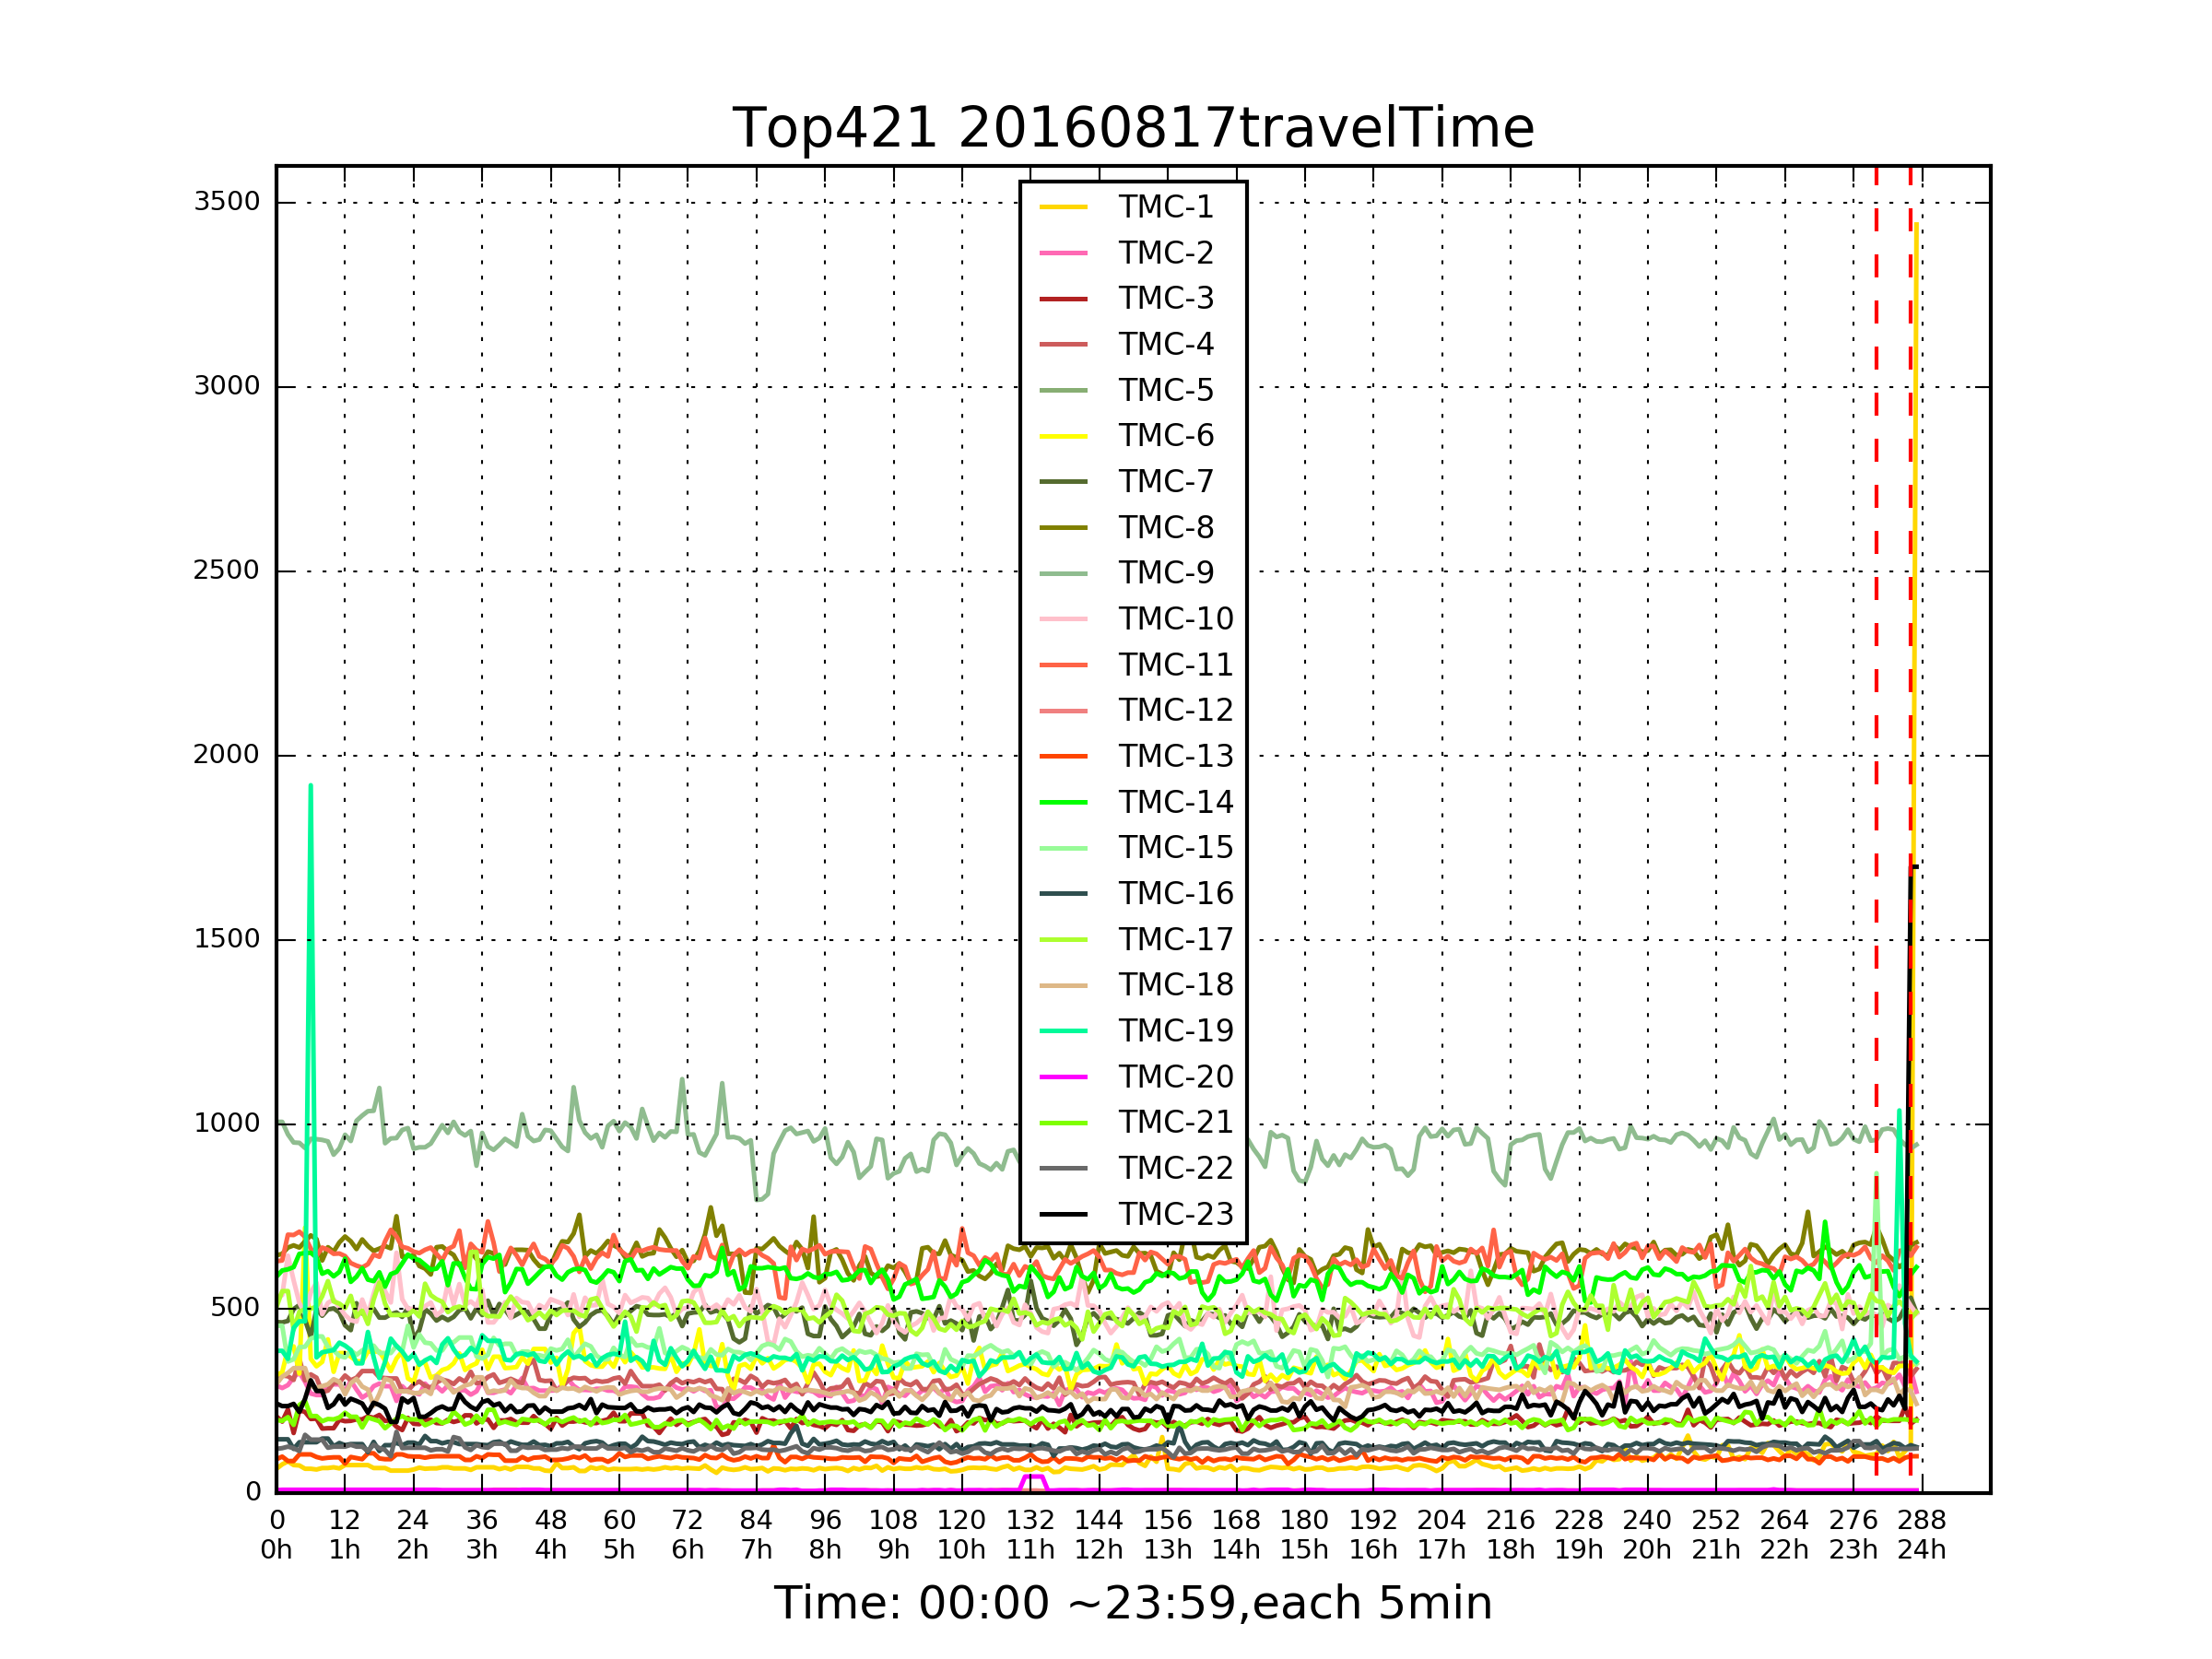 Top421 20160817travelTime
3500
3000
2500
2000
1500
1000
500
0
TMC-1
TMC-2
TMC-3
TMC-4
TMC-5
TMC-6
TMC-7
TMC-8
TMC-9
TMC-10
TMC-11
TMC-12
TMC-13
TMC-14
TMC-15
TMC-16
TMC-17
TMC-18
TMC-19
TMC-20
TMC-21
TMC-22
TMC-23
0 12 24 36 48 60 72 84 96 108 120 132 144 156 168 180 192 204 216 228 240 252 264 276 288
0h 1h 2h 3h 4h 5h 6h 7h 8h 9h 10h 11h 12h 13h 14h 15h 16h 17h 18h 19h 20h 21h 22h 23h 24h
Time: 00:00 ~23:59,each 5min